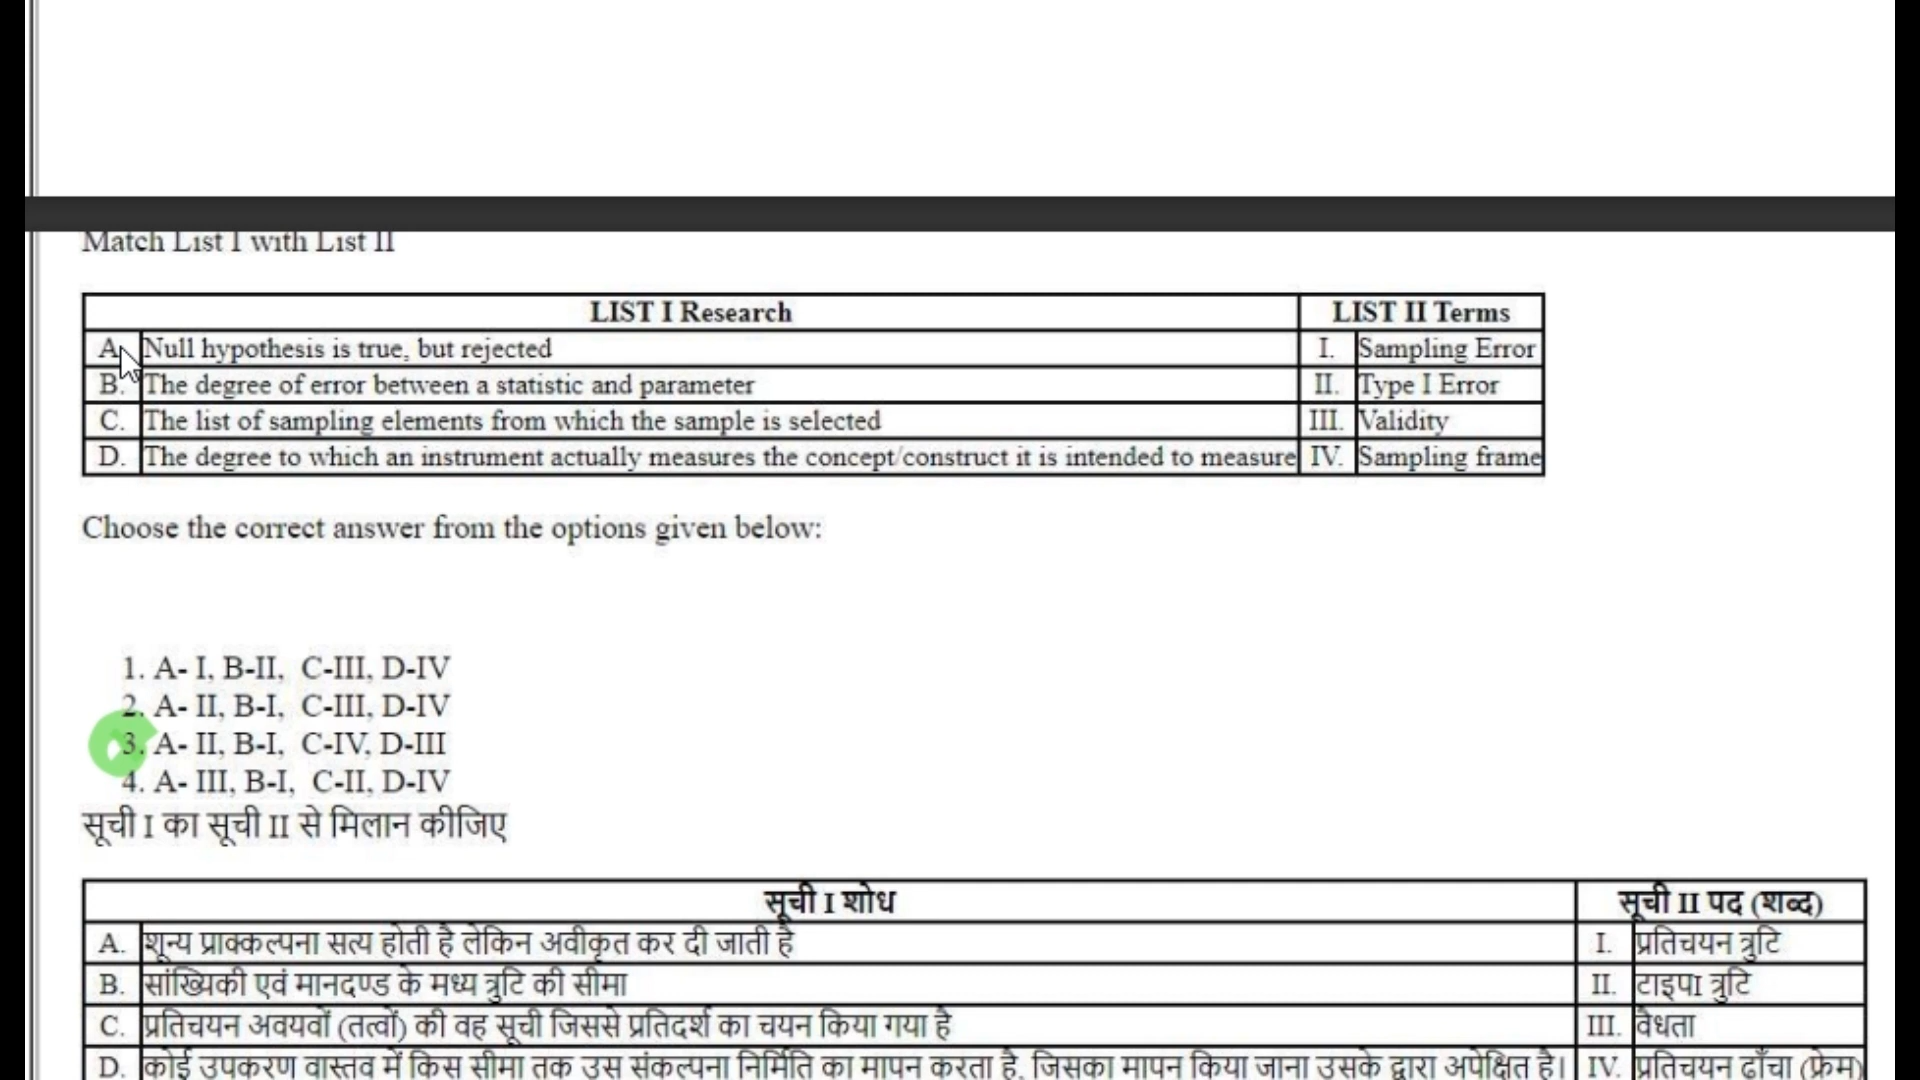 Match List I with List II
LIST I Research LIST II Terms
A. Null hypothesis is true, but rejected I. Sampling Error
B. The degree of error between a statistic and parameter II. Type I Error
C. The list of sampling elements from which the sample is selected III. Validity
D. The degree to which an instrument actually measures the concept/construct it is intended to measure IV. Sampling frame
Choose the correct answer from the options given below:
1. A- I, B-II, C-III, D-IV
2. A- II, B-I, C-III, D-IV
3. A- II, B-I, C-IV, D-III
4. A- III, B-I, C-II, D-IV
सूची I का सूची II से मिलान कीजिए
सूची I शोध सूची II पद (शब्द)
A. शून्य प्राक्कल्पना सत्य होती है लेकिन अवीकृत कर दी जाती है I. प्रतिचयन त्रुटि
B. सांख्यिकी एवं मानदण्ड के मध्य त्रुटि की सीमा II. टाइपI त्रुटि
C. प्रतिचयन अवयवों (तत्वों) की वह सूची जिससे प्रतिदर्श का चयन किया गया है III. वैधता
D. कोई उपकरण वास्तव में किस सीमा तक उस संकल्पना निर्मिति का मापन करता है, जिसका मापन किया जाना उसके द्वारा अपेक्षित है। IV. प्रतिचयन ढाँचा (फ्रेम)